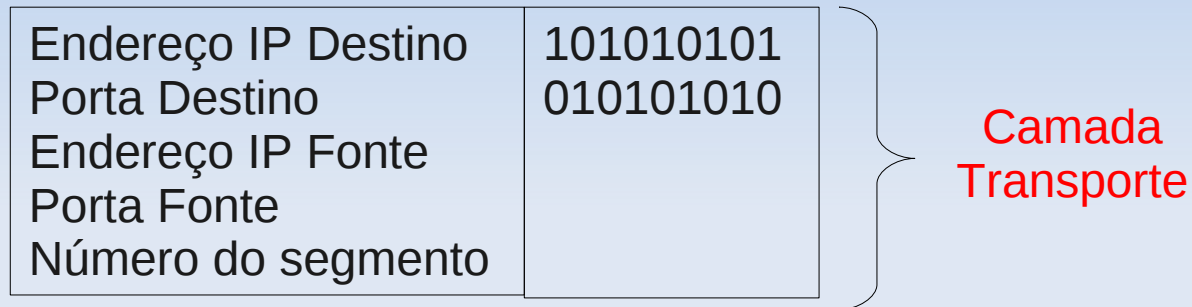 Endereço IP Destino
Porta Destino
Endereço IP Fonte
Porta Fonte
Número do segmento
101010101
010101010
Camada
Transporte